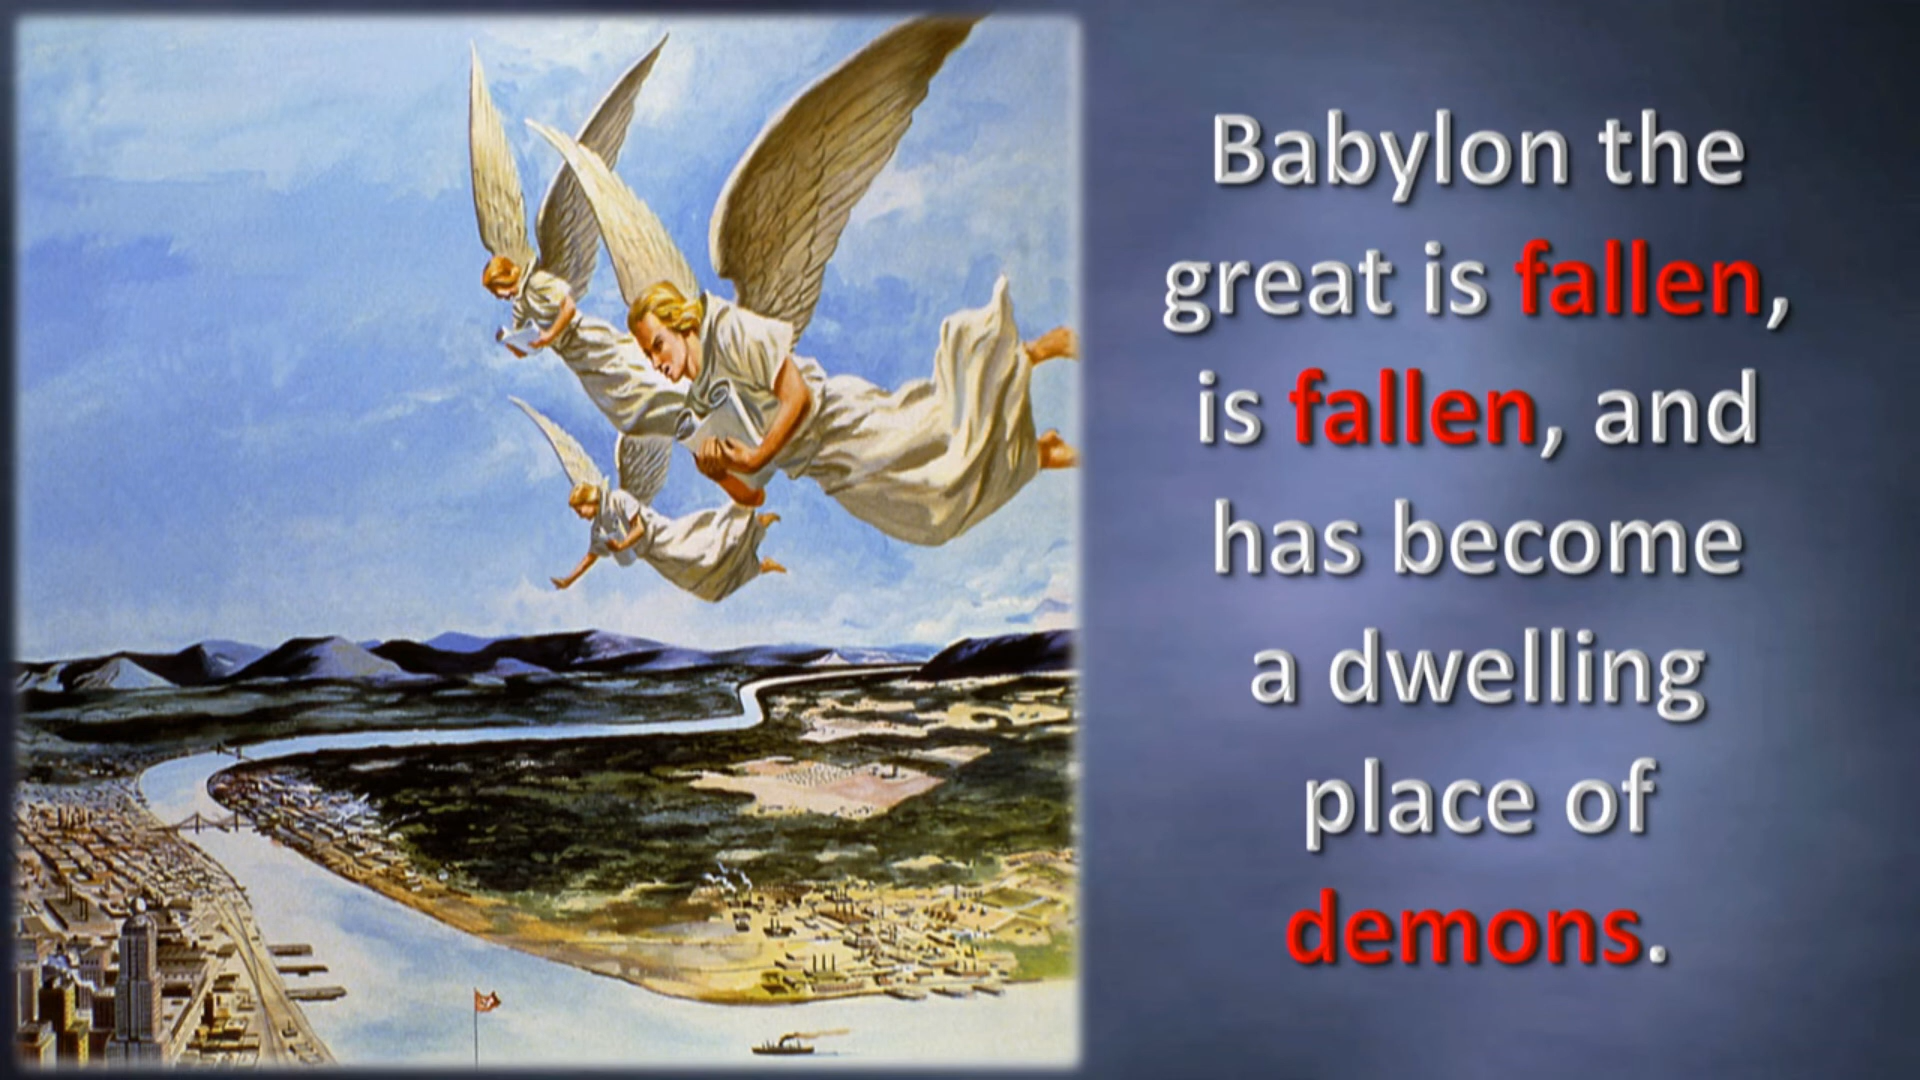 Babylon the
great is fallen,
is fallen, and
has become
a dwelling
place of
demons.